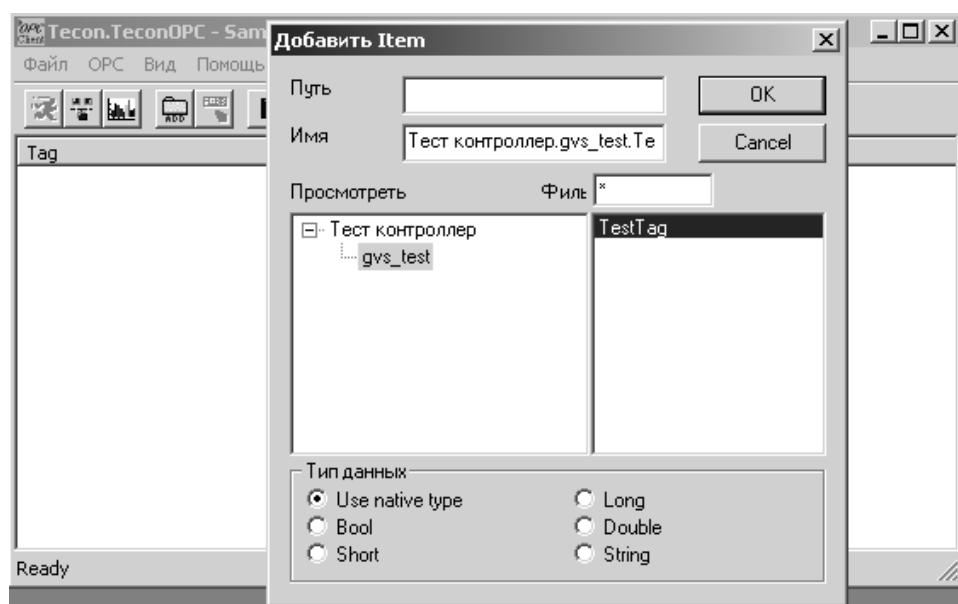 Tecon.TeconOPC - Sam
Файл OPC Вид Помощь
ADD
Tag
Ready
Добавить Item
Путь
OK
Имя
Тест контроллер.gvs_test.Te
Cancel
Просмотреть
Филь
*
Тест контроллер
gvs_test
TestTag
Тип данных
Use native type
Bool
Short
Long
Double
String